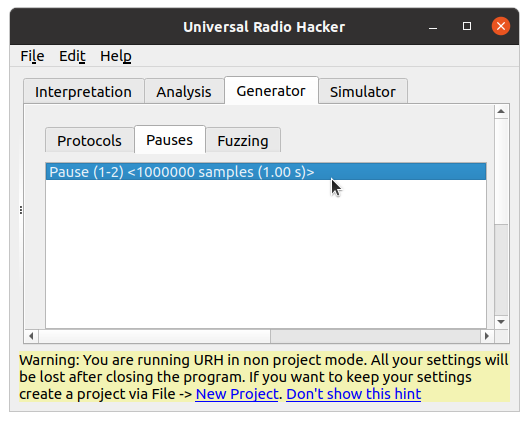 Universal Radio Hacker
File Edit Help
Interpretation Analysis Generator Simulator
Protocols Pauses Fuzzing
Pause (1-2) <1000000 samples (1.00 s)>
Warning: You are running URH in non project mode. All your settings will
be lost after closing the program. If you want to keep your settings
create a project via File -> New Project. Don't show this hint